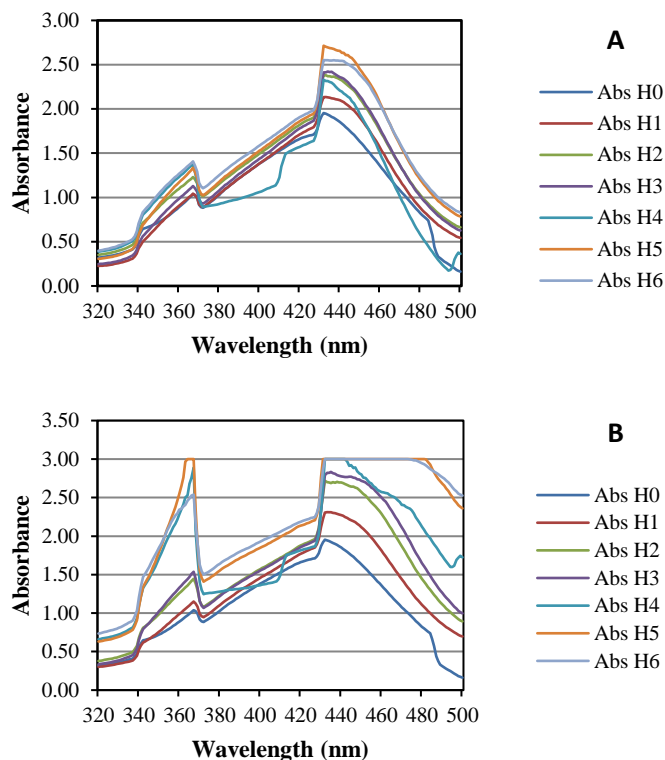 A
3.00
2.50
2.00
1.50
1.00
0.50
0.00
Absorbance
320 340 360 380 400 420 440 460 480 500
Wavelength (nm)
Abs H0
Abs H1
Abs H2
Abs H3
Abs H4
Abs H5
Abs H6
B
3.50
3.00
2.50
2.00
1.50
1.00
0.50
0.00
Absorbance
320 340 360 380 400 420 440 460 480 500
Wavelength (nm)
Abs H0
Abs H1
Abs H2
Abs H3
Abs H4
Abs H5
Abs H6